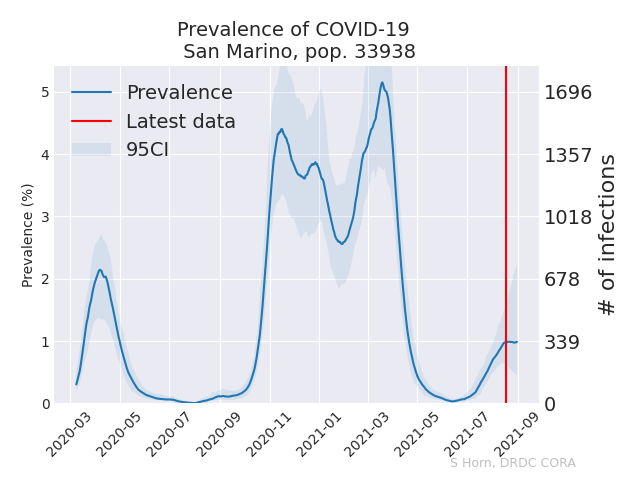 Prevalence of COVID-19
San Marino, pop. 33938
Prevalence
Latest data
95CI
Prevalence (%)
5
4
3
2
1
0
1696
1357
1018
678
339
0
# of infections
2020-03
2020-05
2020-07
2020-09
2020-11
2021-01
2021-03
2021-05
2021-07
2021-09
S Horn, DRDC CORA